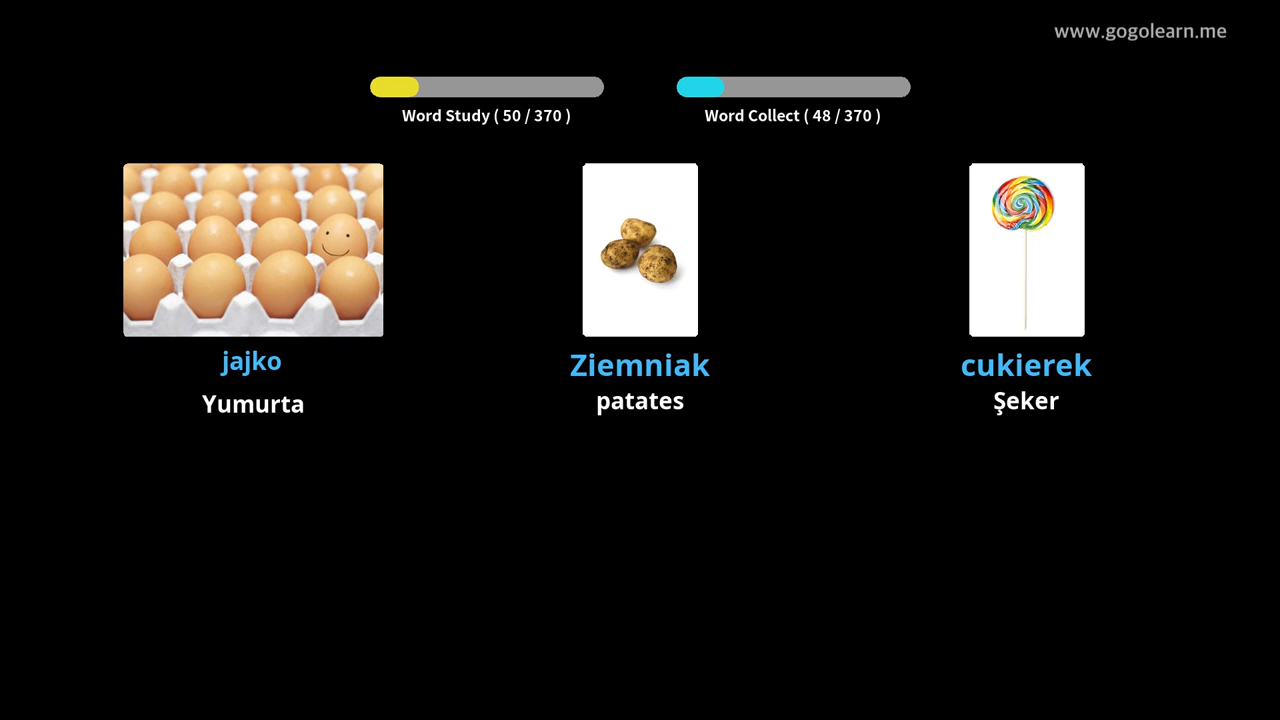 www.gogolearn.me
Word Study ( 50 / 370 )
Word Collect ( 48 / 370 )
jajko
Yumurta
Ziemniak
patates
cukierek
Şeker